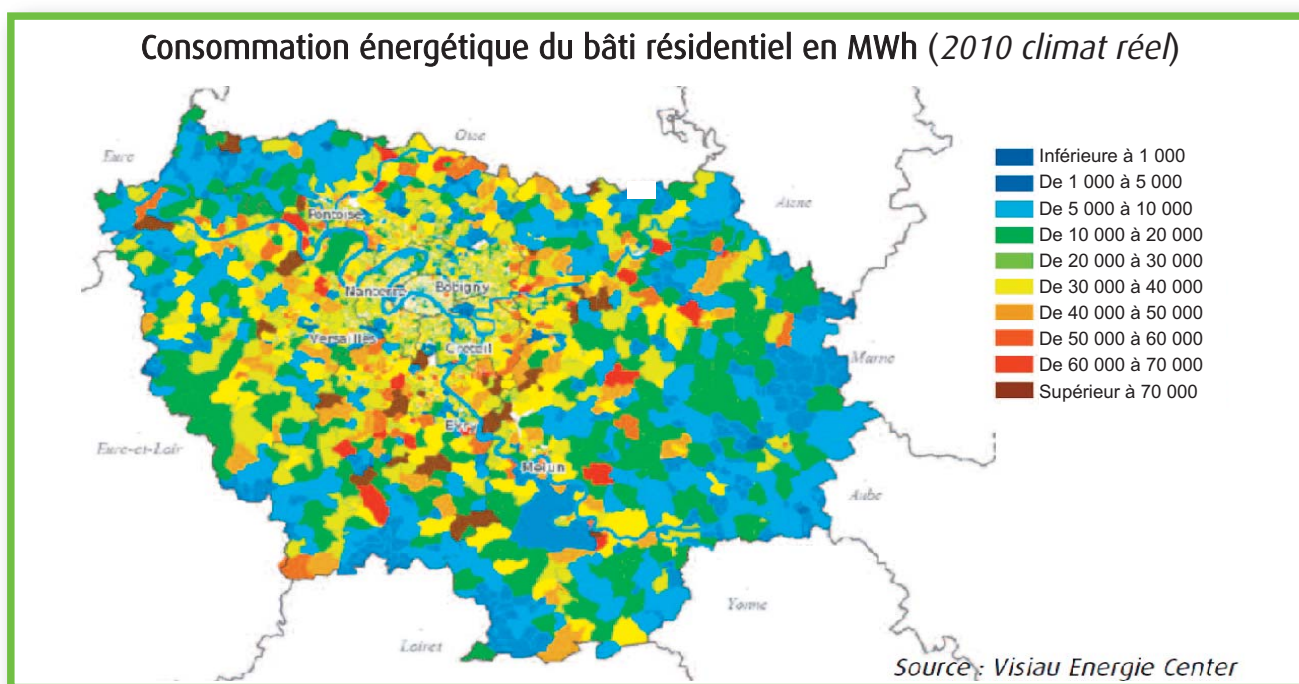 Consommation énergétique du bâti résidentiel en MWh (2010 climat réel)
Oise
Eure
Aisne
Pontoise
Nanterre
Bobigny
Versailles
Créteil
Marne
Evry
Eure-et-Loir
Melun
Aube
Yonne
Loiret
Inférieure à 1 000
De 1 000 à 5 000
De 5 000 à 10 000
De 10 000 à 20 000
De 20 000 à 30 000
De 30 000 à 40 000
De 40 000 à 50 000
De 50 000 à 60 000
De 60 000 à 70 000
Supérieur à 70 000
Source : Visiau Energie Center